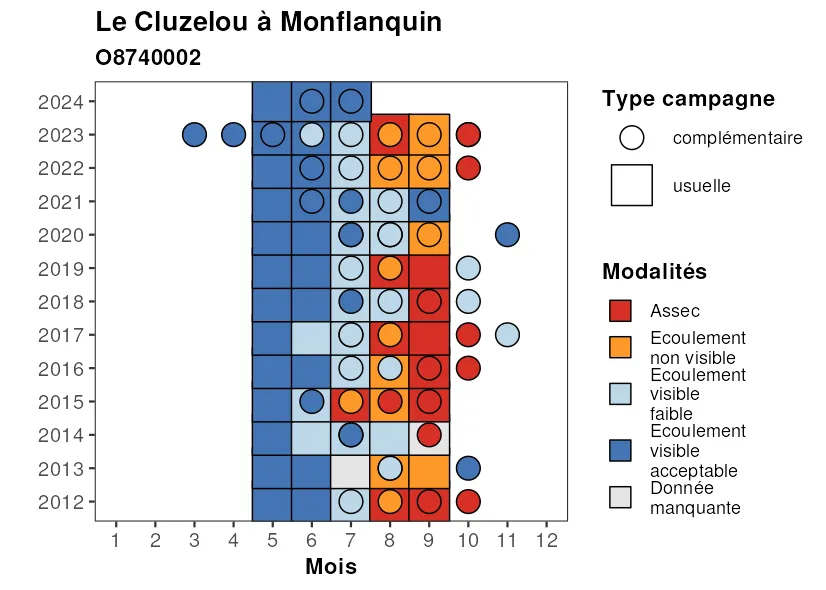 Le Cluzelou à Monflanquin
O8740002
2024
2023
2022
2021
2020
2019
2018
2017
2016
2015
2014
2013
2012
1 2 3 4 5 6 7 8 9 10 11 12
Mois
Type campagne
complémentaire
usuelle
Modalités
Assec
Ecoulement
non visible
Ecoulement
visible
faible
Ecoulement
visible
acceptable
Donnée
manquante